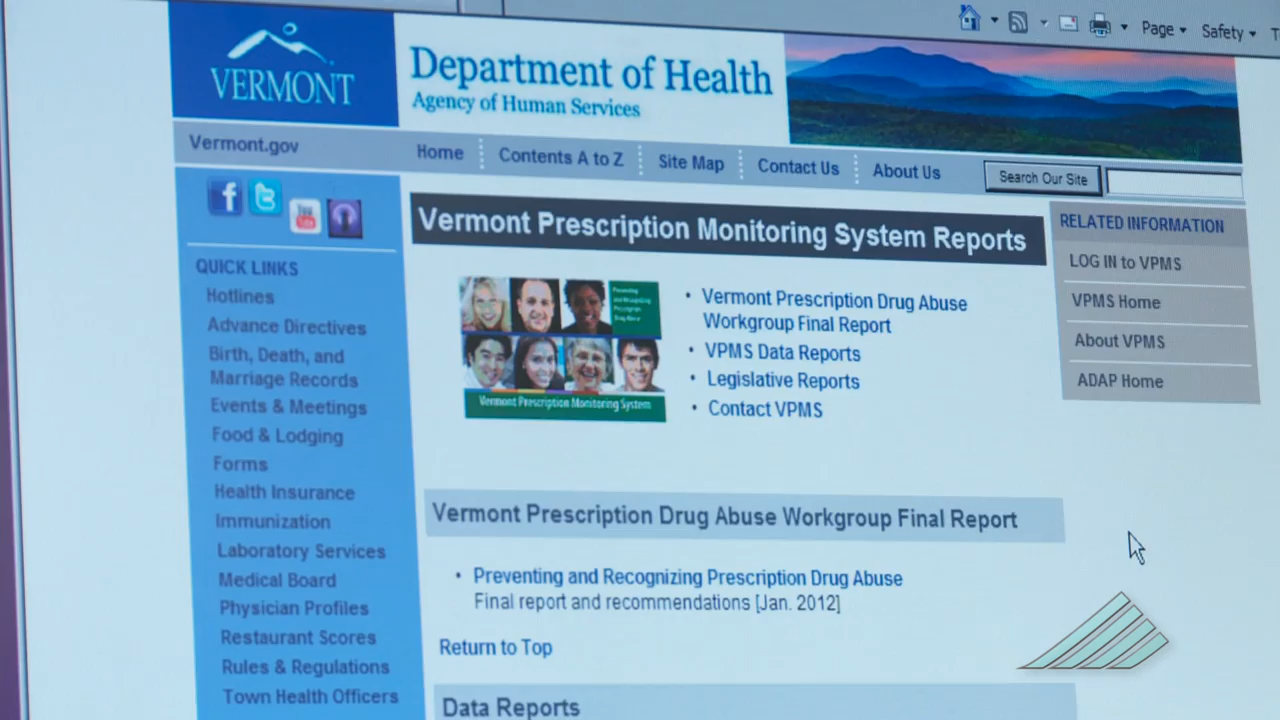 Page
Safety
VERMONT
Department of Health
Agency of Human Services
Vermont.gov
Home
Contents A to Z
Site Map
Contact Us
About Us
Search Our Site
QUICK LINKS
Hotlines
Advance Directives
Birth, Death, and
Marriage Records
Events & Meetings
Food & Lodging
Forms
Health Insurance
Immunization
Laboratory Services
Medical Board
Physician Profiles
Restaurant Scores
Rules & Regulations
Town Health Officers
Vermont Prescription Monitoring System Reports
Vermont Prescription Monitoring System
• Vermont Prescription Drug Abuse
Workgroup Final Report
• VPMS Data Reports
• Legislative Reports
• Contact VPMS
Vermont Prescription Drug Abuse Workgroup Final Report
• Preventing and Recognizing Prescription Drug Abuse
Final report and recommendations [Jan. 2012]
Return to Top
Data Reports
RELATED INFORMATION
LOG IN to VPMS
VPMS Home
About VPMS
ADAP Home